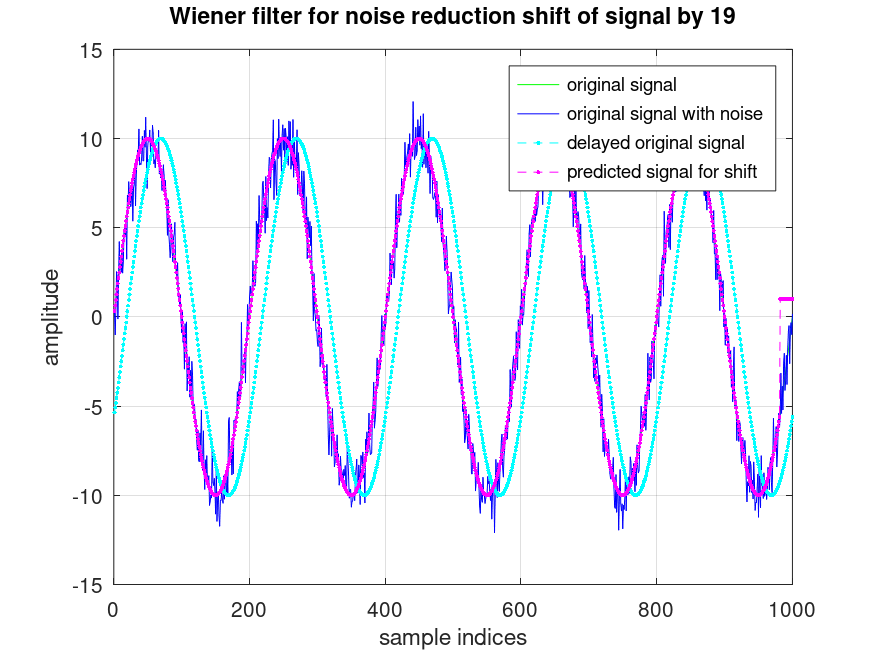 Wiener filter for noise reduction shift of signal by 19
15
10
5
0
-5
-10
-15
amplitude
original signal
original signal with noise
delayed original signal
predicted signal for shift
0 200 400 600 800 1000
sample indices